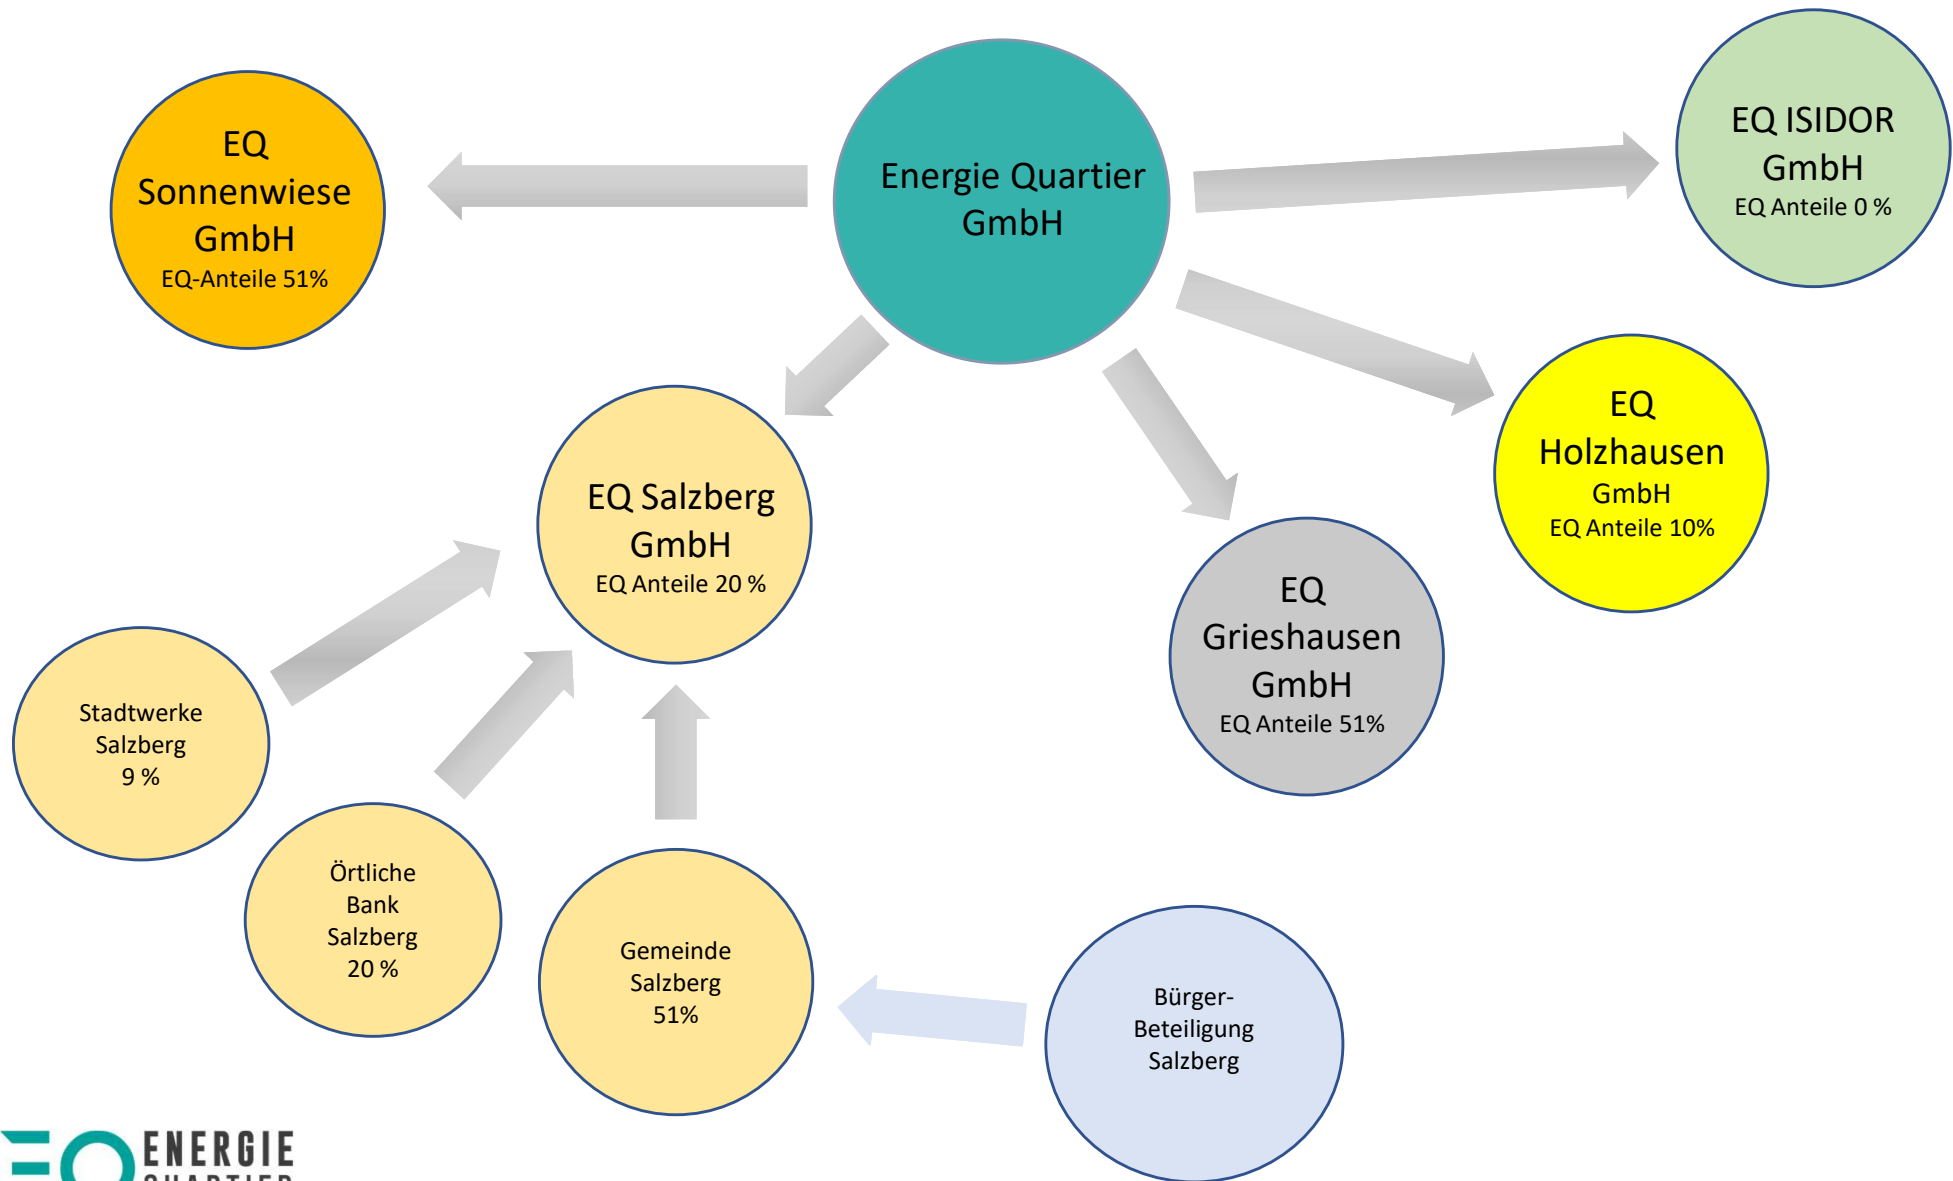 EQ
Sonnenwiese
GmbH
EQ-Anteile 51%
Energie Quartier
GmbH
EQ ISIDOR
GmbH
EQ Anteile 0 %
EQ
Holzhausen
GmbH
EQ Anteile 10%
EQ Salzberg
GmbH
EQ Anteile 20 %
EQ
Grieshausen
GmbH
EQ Anteile 51%
Stadtwerke
Salzberg
9 %
Örtliche
Bank
Salzberg
20 %
Gemeinde
Salzberg
51%
Bürger-
Beteiligung
Salzberg
EQ
ENERGIE
QUARTIER